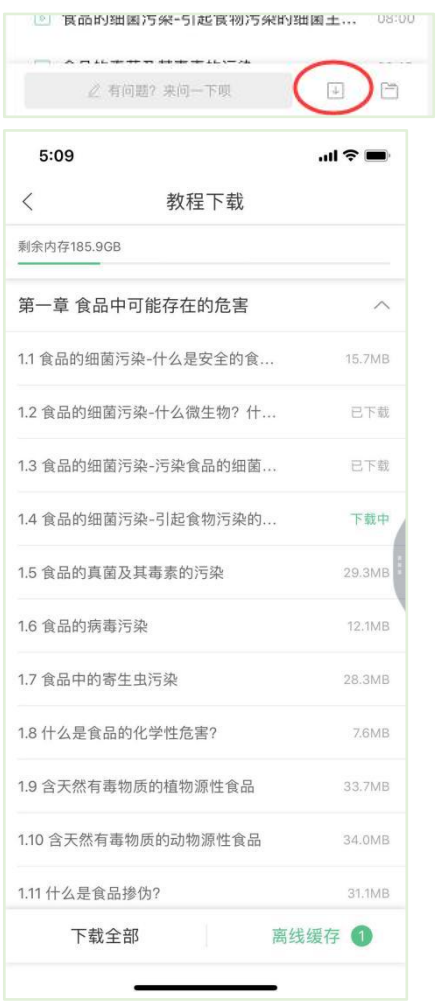 食品的细菌污染-引起食物污染的细菌主... 08:00
有问题？来问一下呗
5:09
教程下载
剩余内存185.9GB
第一章 食品中可能存在的危害
1.1 食品的细菌污染-什么是安全的食... 15.7MB
1.2 食品的细菌污染-什么微生物？什... 已下载
1.3 食品的细菌污染-污染食品的细菌... 已下载
1.4 食品的细菌污染-引起食物污染的... 下载中
1.5 食品的真菌及其毒素的污染 29.3MB
1.6 食品的病毒污染 12.1MB
1.7 食品中的寄生虫污染 28.3MB
1.8 什么是食品的化学性危害？ 7.6MB
1.9 含天然有毒物质的植物源性食品 33.7MB
1.10 含天然有毒物质的动物源性食品 34.0MB
1.11 什么是食品掺伪？ 31.1MB
下载全部 离线缓存 1